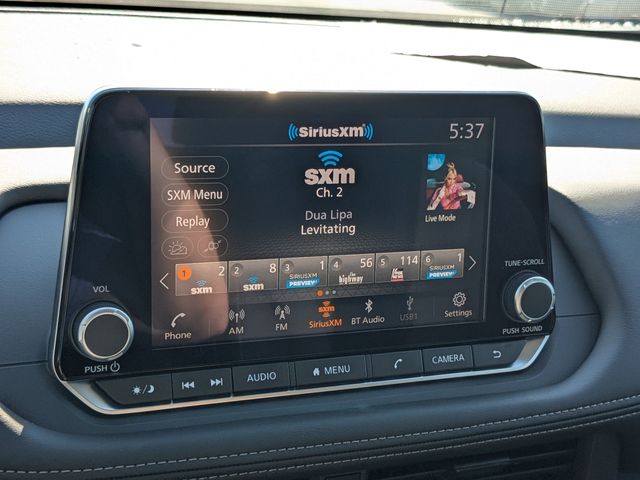 SiriusXM
5:37
Source
SXM Menu
Replay
sxm
Ch. 2
Dua Lipa
Levitating
Live Mode
1 2
sxm
2 8
sxm
3 1
SIRIUSXM
PREVIEW
4 56
highway
5 114
6 1
SIRIUSXM
PREVIEW
Phone
AM
FM
SiriusXM
BT Audio
USB1
Settings
VOL
PUSH
TUNE·SCROLL
PUSH SOUND
AUDIO
MENU
CAMERA